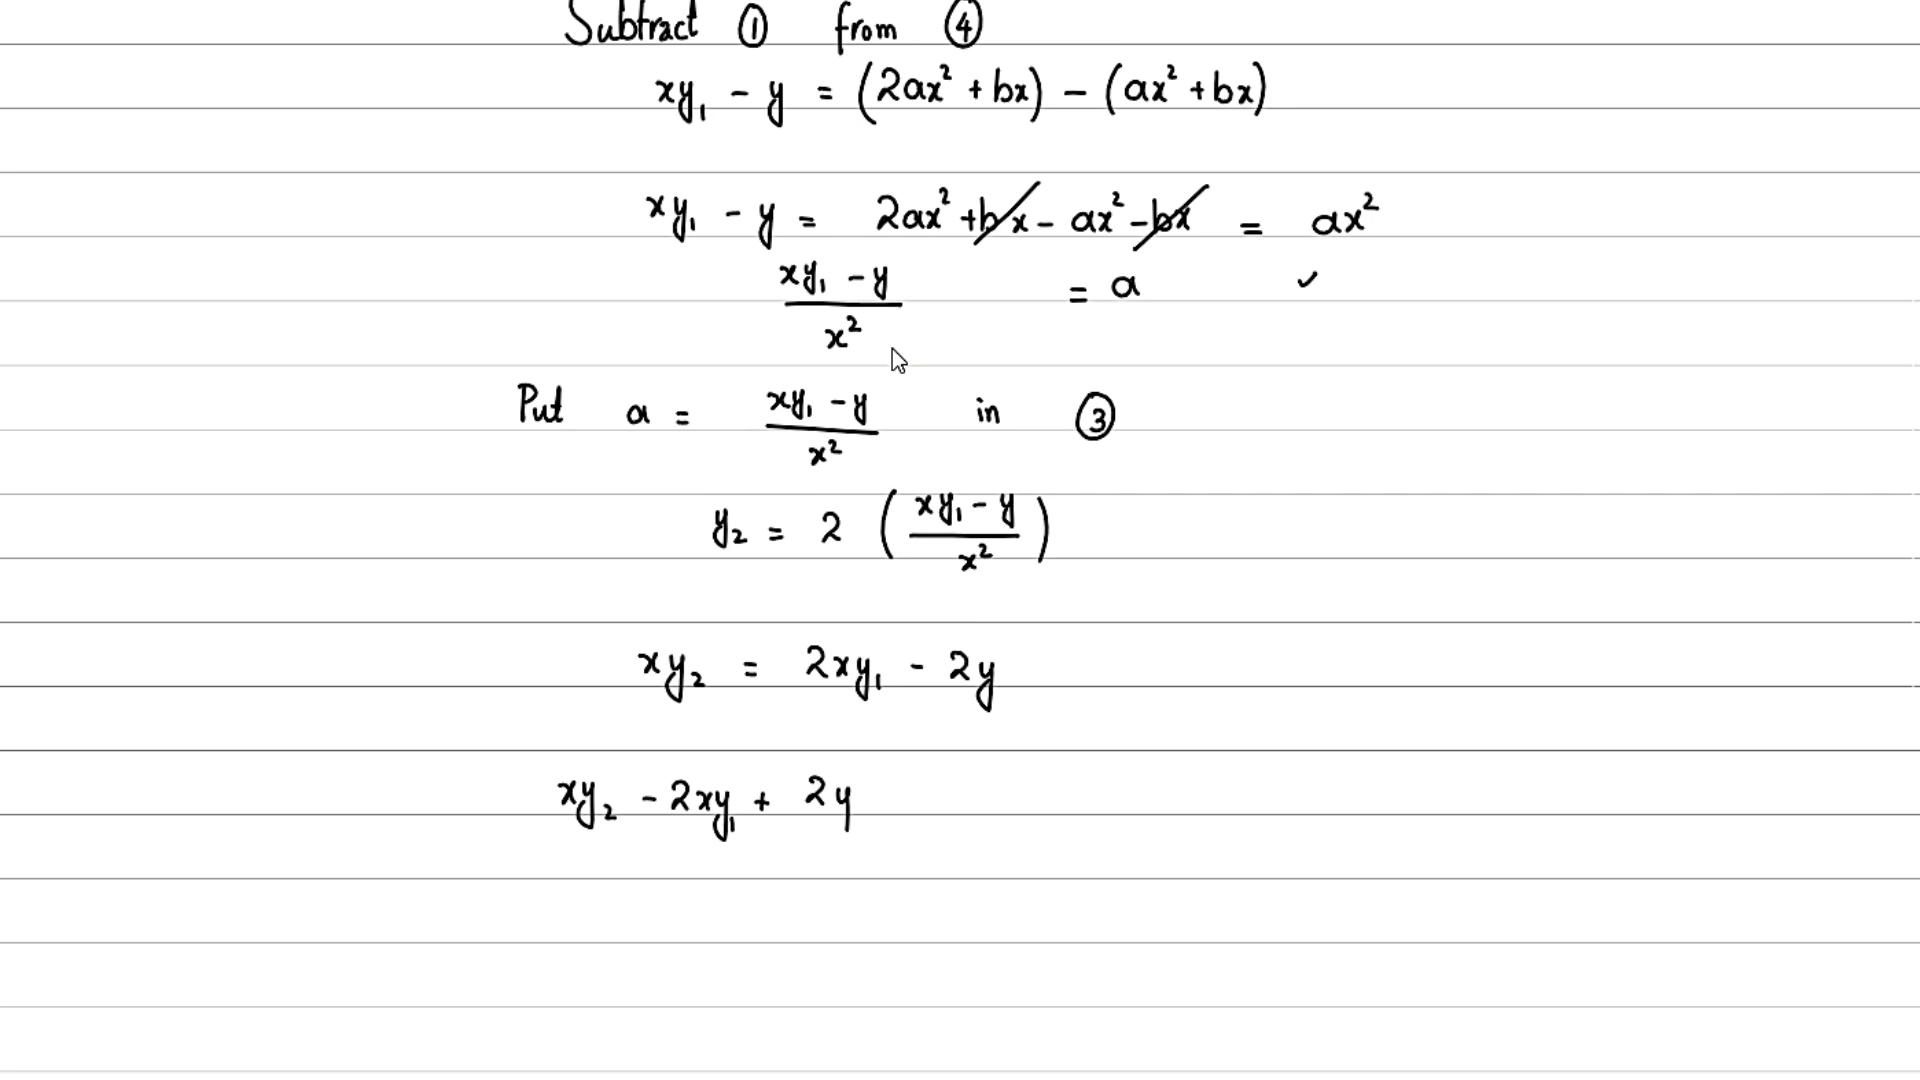 Subtract ① from ④
xy₁ - y = (2ax² + bx) - (ax² + bx)
xy₁ - y = 2ax² + bx - ax² - bx = ax²
(xy₁ - y)/x² = a ✓
Put a = (xy₁ - y)/x² in ③
y₂ = 2 ((xy₁ - y)/x²)
xy₂ = 2xy₁ - 2y
xy₂ - 2xy₁ + 2y